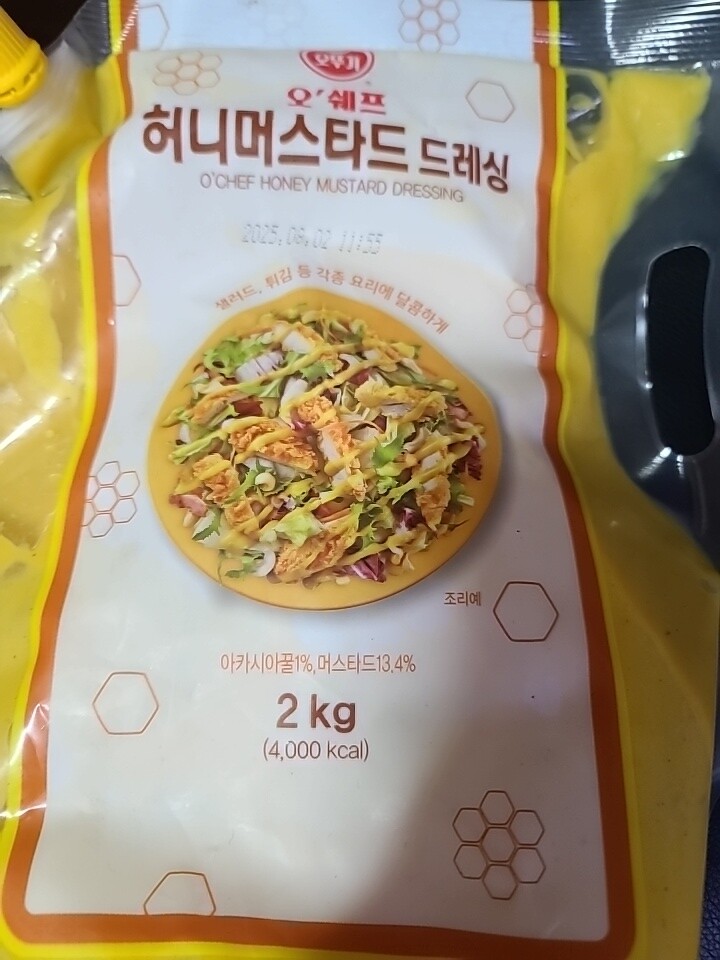 오뚜기
오'쉐프
허니머스타드 드레싱
O'CHEF HONEY MUSTARD DRESSING
2025.08.02 11:55
샐러드, 튀김 등 각종 요리에 달콤하게
조리예
아카시아꿀1%,머스타드13.4%
2 kg
(4,000 kcal)